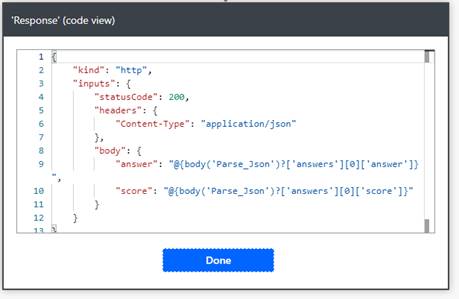 'Response' (code view)
1 {
2 "kind": "http",
3 "inputs": {
4 "statusCode": 200,
5 "headers": {
6 "Content-Type": "application/json"
7 },
8 "body": {
9 "answer": "@{body('Parse_Json')?['answers'][0]['answer']}
",
10 "score": "@{body('Parse_Json')?['answers'][0]['score']}"
11 }
12 }
13 }
Done